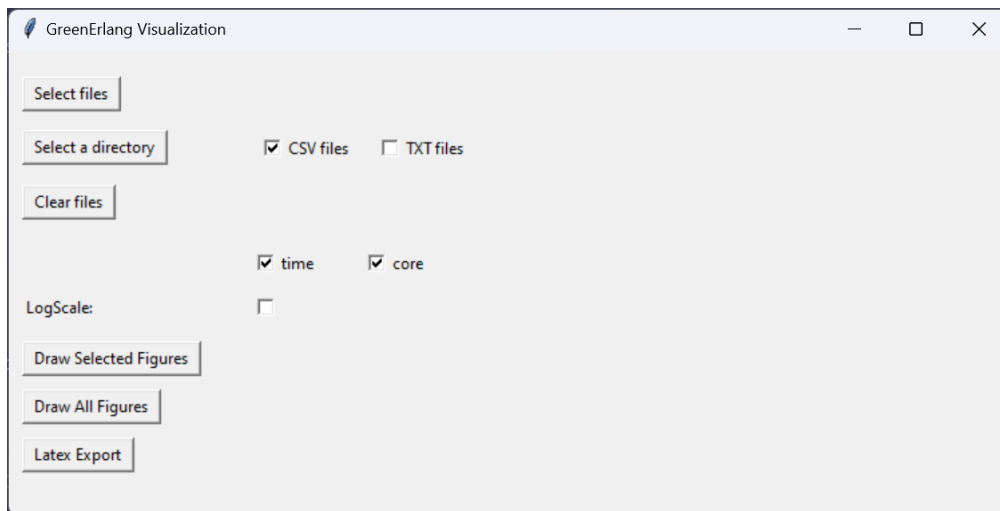 GreenErlang Visualization
Select files
Select a directory CSV files TXT files
Clear files
time core
LogScale:
Draw Selected Figures
Draw All Figures
Latex Export